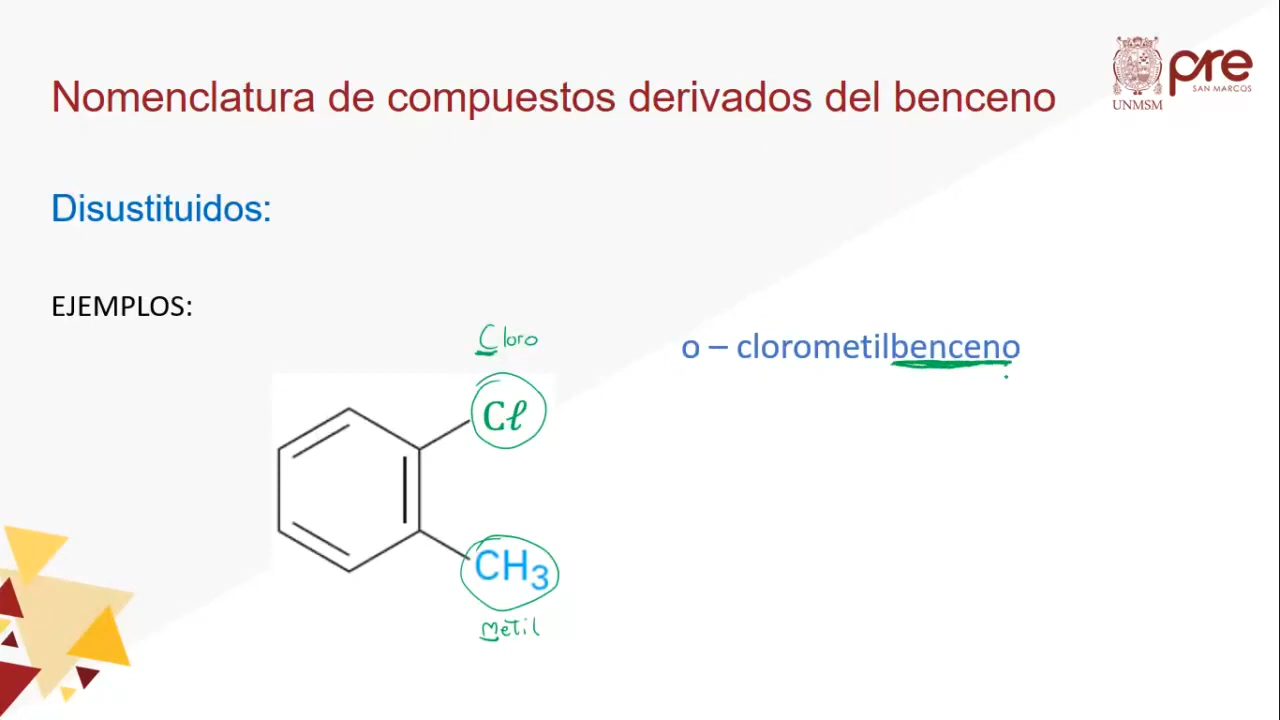 Nomenclatura de compuestos derivados del benceno
pre
SAN MARCOS
UNMSM
Disustituidos:
EJEMPLOS:
Cloro
o – clorometilbenceno
Cℓ
CH₃
metil